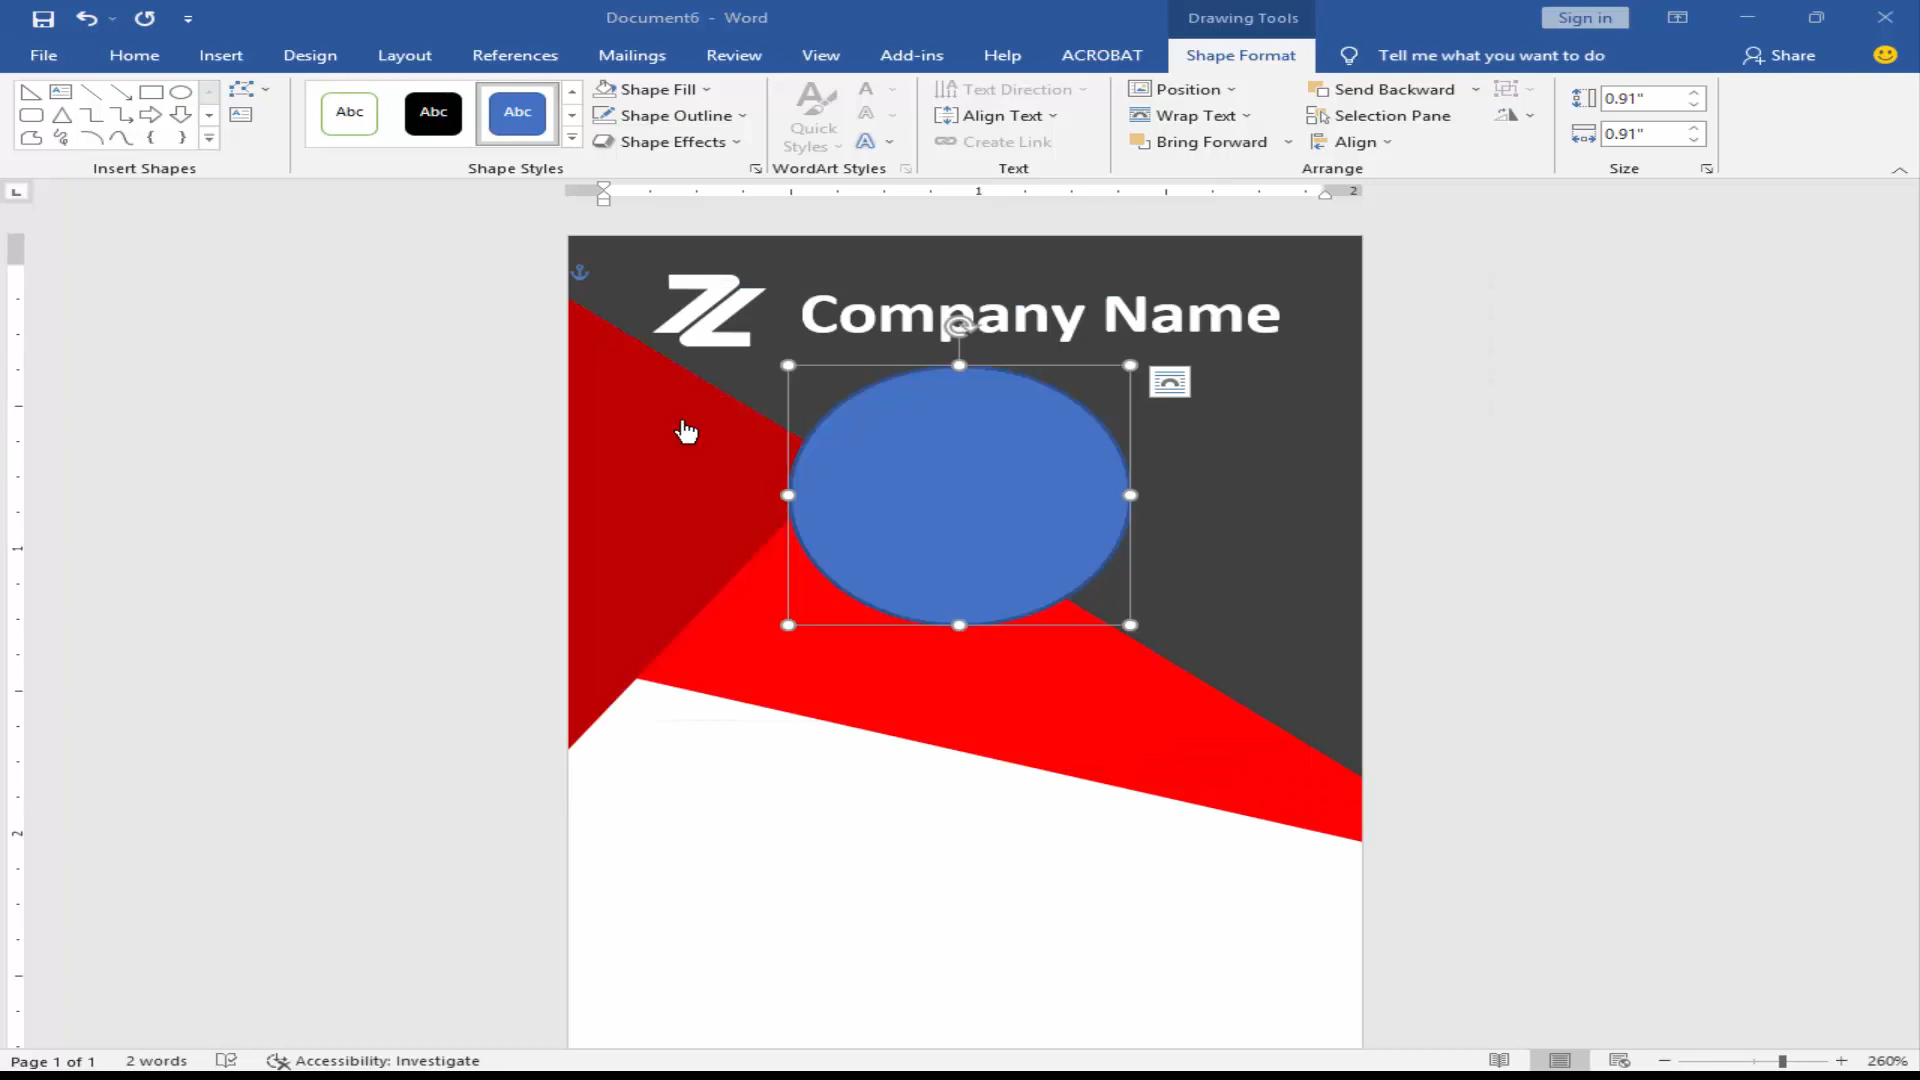 Document6 - Word
Drawing Tools
Sign in
File Home Insert Design Layout References Mailings Review View Add-ins Help ACROBAT Shape Format Tell me what you want to do Share
Abc Abc Abc
Shape Fill
Shape Outline
Shape Effects
Quick
Styles
Text Direction
Align Text
Create Link
Position
Wrap Text
Bring Forward
Send Backward
Selection Pane
Align
0.91"
0.91"
Insert Shapes Shape Styles WordArt Styles Text Arrange Size
1 2
Company Name
1
2
Page 1 of 1 2 words Accessibility: Investigate 260%